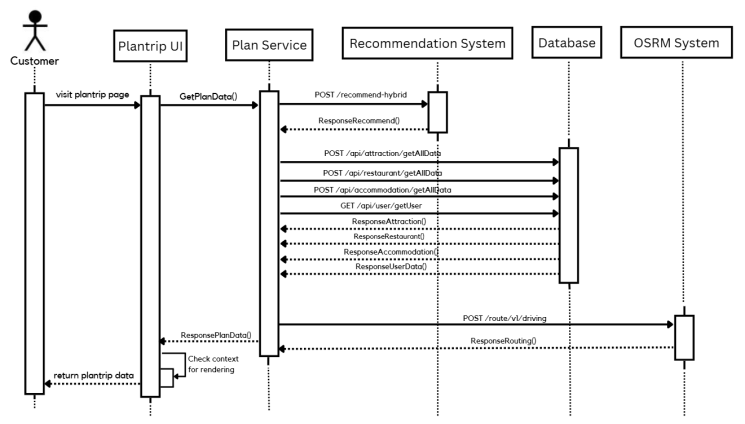 Plantrip UI
Plan Service
Recommendation System
Database
OSRM System
Customer
visit plantrip page
GetPlanData()
POST /recommend-hybrid
ResponseRecommend()
POST /api/attraction/getAllData
POST /api/restaurant/getAllData
POST /api/accommodation/getAllData
GET /api/user/getUser
ResponseAttraction()
ResponseRestaurant()
ResponseAccommodation()
ResponseUserData()
POST /route/v1/driving
ResponsePlanData()
ResponseRouting()
Check context
for rendering
return plantrip data